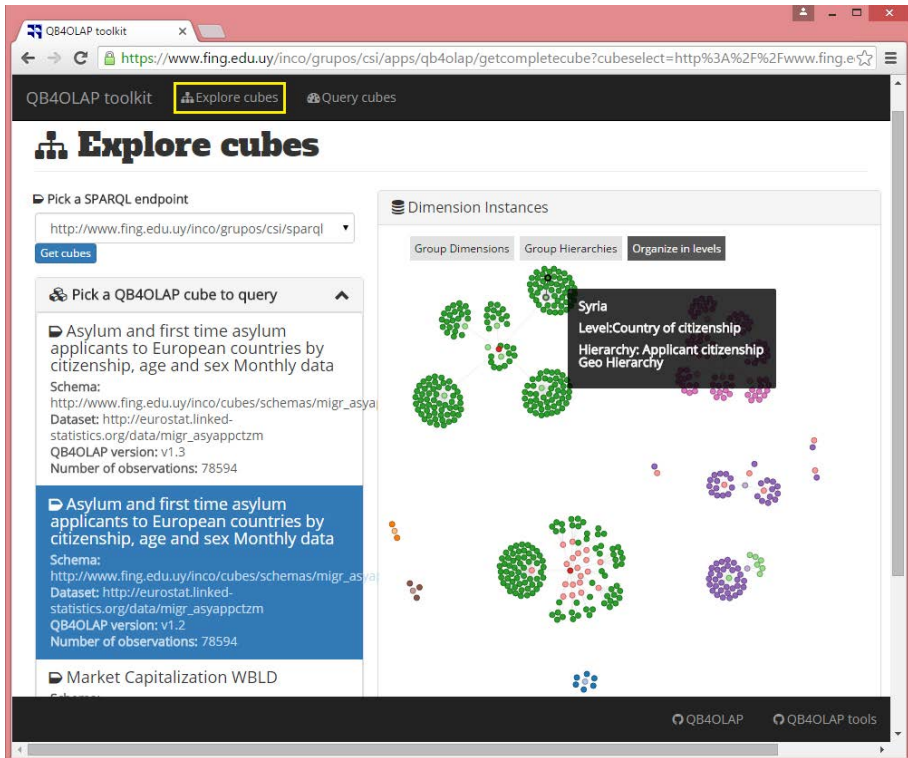 QB4OLAP toolkit
https://www.fing.edu.uy/inco/grupos/csi/apps/qb4olap/getcompletecube?cubeselect=http%3A%2F%2Fwww.fing.e
QB4OLAP toolkit Explore cubes Query cubes
Explore cubes
Pick a SPARQL endpoint
http://www.fing.edu.uy/inco/grupos/csi/sparql
Get cubes
Pick a QB4OLAP cube to query
Asylum and first time asylum
applicants to European countries by
citizenship, age and sex Monthly data
Schema:
http://www.fing.edu.uy/inco/cubes/schemas/migr_asya
Dataset: http://eurostat.linked-
statistics.org/data/migr_asyappctzm
QB4OLAP version: v1.3
Number of observations: 78594
Asylum and first time asylum
applicants to European countries by
citizenship, age and sex Monthly data
Schema:
http://www.fing.edu.uy/inco/cubes/schemas/migr_asya
Dataset: http://eurostat.linked-
statistics.org/data/migr_asyappctzm
QB4OLAP version: v1.2
Number of observations: 78594
Market Capitalization WBLD
Dimension Instances
Group Dimensions Group Hierarchies Organize in levels
Syria
Level:Country of citizenship
Hierarchy: Applicant citizenship
Geo Hierarchy
QB4OLAP QB4OLAP tools